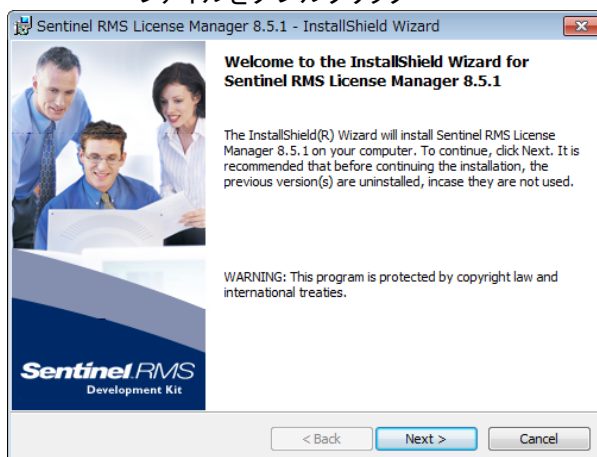 Sentinel RMS License Manager 8.5.1 - InstallShield Wizard
Welcome to the InstallShield Wizard for
Sentinel RMS License Manager 8.5.1
The InstallShield(R) Wizard will install Sentinel RMS License
Manager 8.5.1 on your computer. To continue, click Next. It is
recommended that before continuing the installation, the
previous version(s) are uninstalled, incase they are not used.
WARNING: This program is protected by copyright law and
international treaties.
Sentinel RMS
Development Kit
< Back
Next >
Cancel